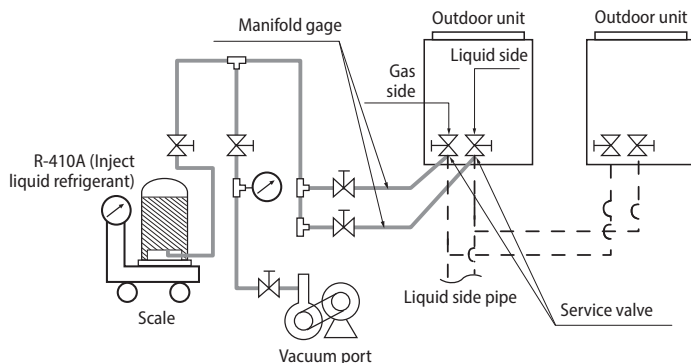 Manifold gage
Outdoor unit
Outdoor unit
Liquid side
Gas
side
R-410A (Inject
liquid refrigerant)
Scale
Vacuum port
Liquid side pipe
Service valve